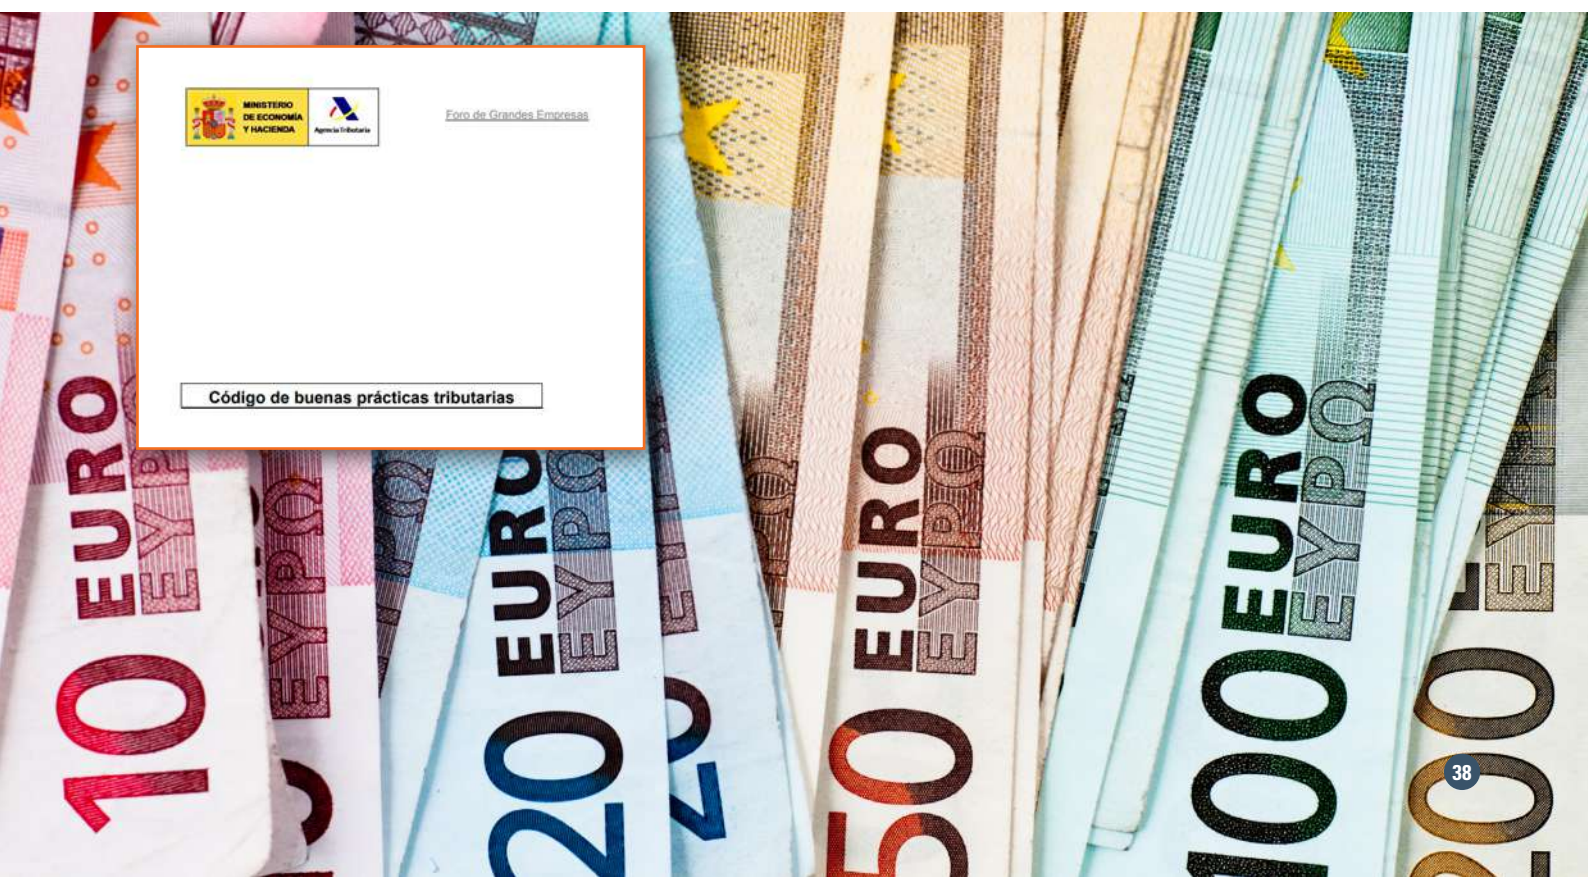 MINISTERIO
DE ECONOMÍA
Y HACIENDA
Agencia Tributaria
Foro de Grandes Empresas
Código de buenas prácticas tributarias
10 EURO
ΕΥΡΩ
20 EURO
ΕΥΡΩ
20
50 EURO
ΕΥΡΩ
100 EURO
ΕΥΡΩ
200
38